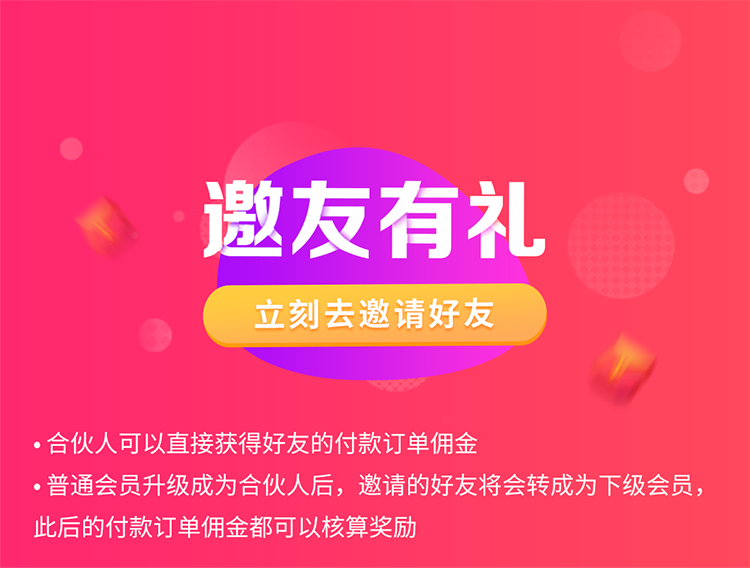 邀友有礼
立刻去邀请好友
• 合伙人可以直接获得好友的付款订单佣金
• 普通会员升级成为合伙人后，邀请的好友将会转成为下级会员，
此后的付款订单佣金都可以核算奖励